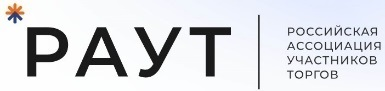 РАУТ
РОССИЙСКАЯ
АССОЦИАЦИЯ
УЧАСТНИКОВ
ТОРГОВ